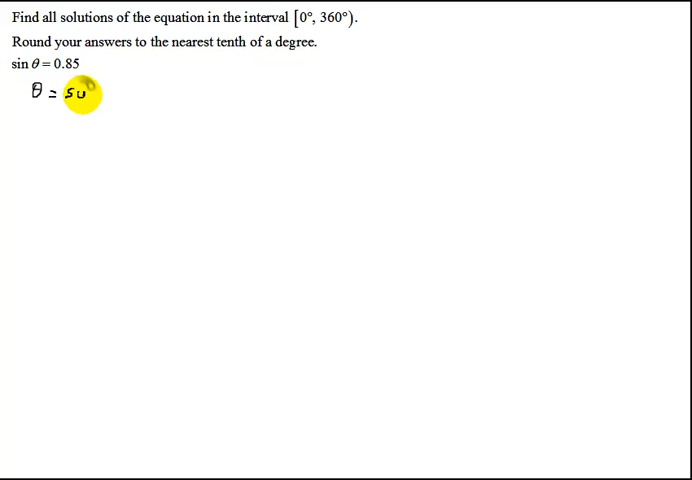 Find all solutions of the equation in the interval [0°, 360°).
Round your answers to the nearest tenth of a degree.
sin θ = 0.85
θ = su